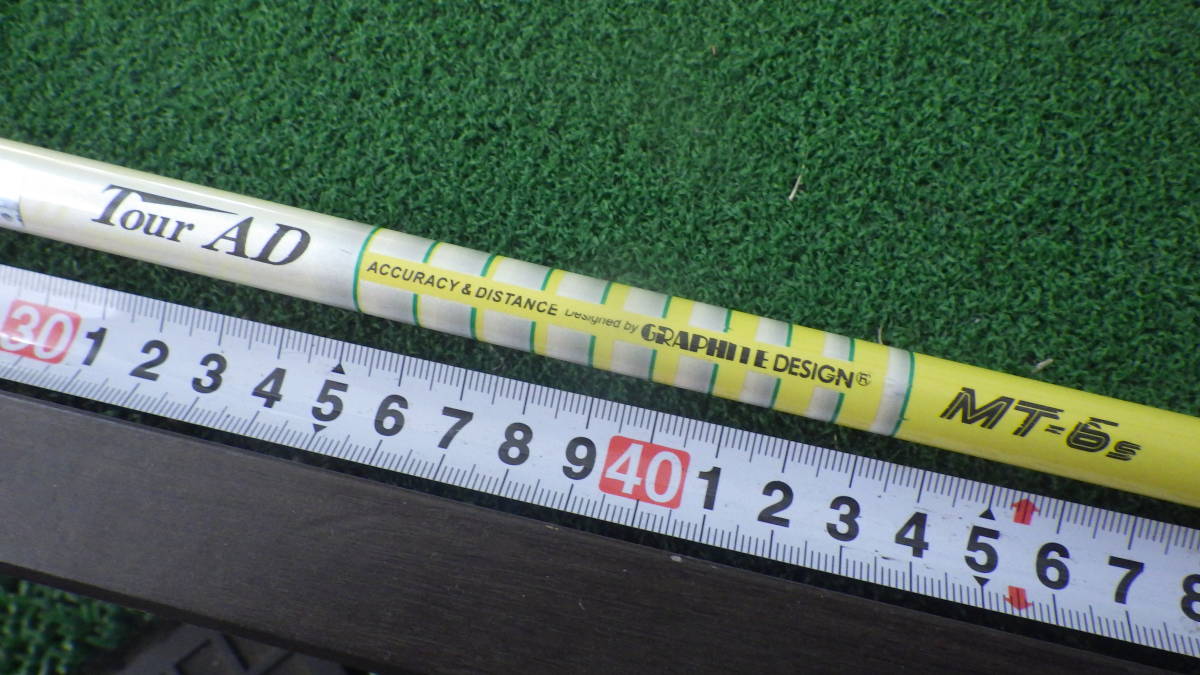 Tour AD
ACCURACY & DISTANCE Designed by GRAPHITE DESIGN®
MT-6s
30 1 2 3 4 5 6 7 8 9 40 1 2 3 4 5 6 7 8